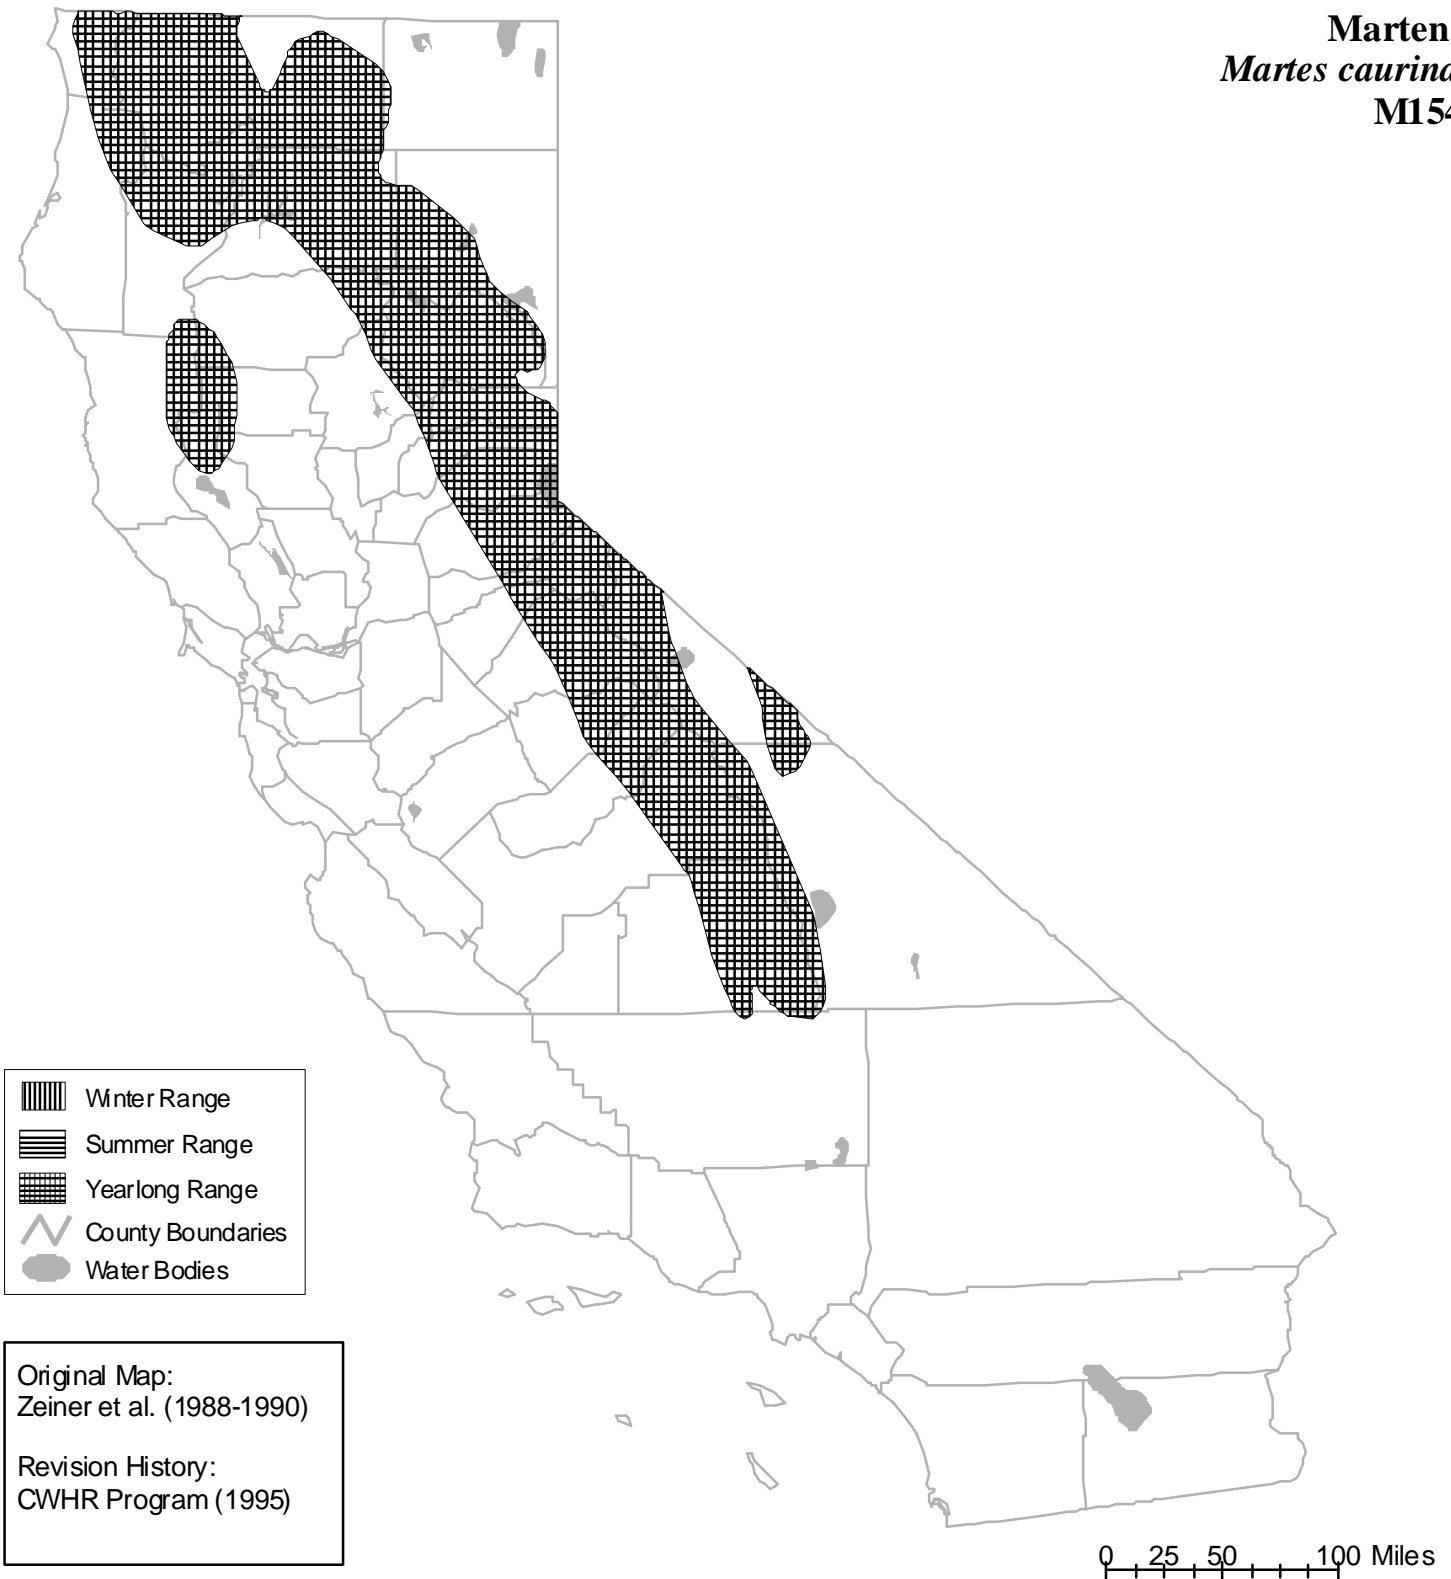 Marten
Martes caurina
M154
Winter Range
Summer Range
Yearlong Range
County Boundaries
Water Bodies
Original Map:
Zeiner et al. (1988-1990)
Revision History:
CWHR Program (1995)
0 25 50 100 Miles